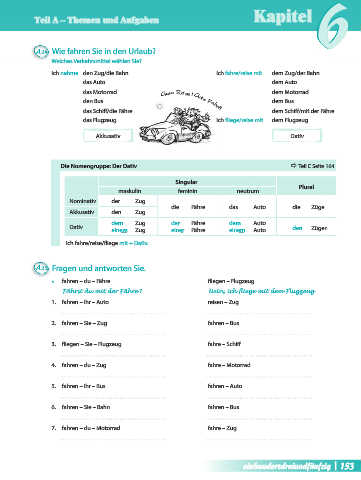 Teil A – Themen und Aufgaben
Kapitel 6
A14 Wie fahren Sie in den Urlaub?
Welches Verkehrsmittel wählen Sie?
Ich nehme den Zug/die Bahn
das Auto
das Motorrad
den Bus
das Schiff/die Fähre
das Flugzeug
Akkusativ
Gute Reise! Gute Fahrt!
Ich fahre/reise mit dem Zug/der Bahn
dem Auto
dem Motorrad
dem Bus
dem Schiff/mit der Fähre
Ich fliege/reise mit dem Flugzeug
Dativ
Die Nomengruppe: Der Dativ
⇨ Teil C Seite 164
Singular Plural
maskulin feminin neutrum
Nominativ der Zug die Fähre das Auto die Züge
Akkusativ den Zug
Dativ dem Zug der Fähre dem Auto den Zügen
einem Zug einer Fähre einem Auto
Ich fahre/reise/fliege mit + Dativ
A15 Fragen und antworten Sie.
fahren – du – Fähre fliegen – Flugzeug
Fährst du mit der Fähre? Nein, ich fliege mit dem Flugzeug.
1. fahren – ihr – Auto reisen – Zug
2. fahren – Sie – Zug fahren – Bus
3. fliegen – Sie – Flugzeug fahre – Schiff
4. fahren – du – Zug fahre – Motorrad
5. fahren – ihr – Bus fahren – Auto
6. fahren – Sie – Bahn fahren – Bus
7. fahren – du – Motorrad fahre – Zug
einhundertdreiundfünfzig | 153